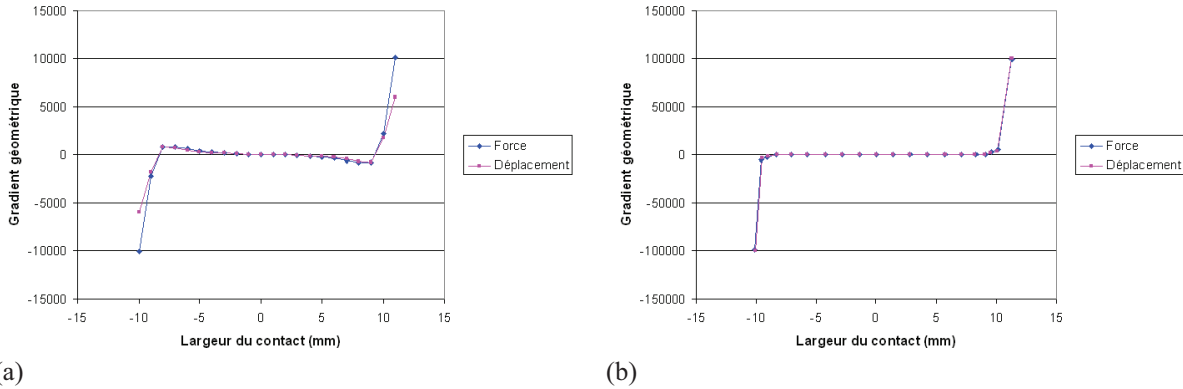 15000
10000
5000
0
-5000
-10000
-15000
-15 -10 -5 0 5 10 15
Gradient géométrique
Largeur du contact (mm)
Force
Déplacement
(a)
150000
100000
50000
0
-50000
-100000
-150000
-15 -10 -5 0 5 10 15
Gradient géométrique
Largeur du contact (mm)
Force
Déplacement
(b)